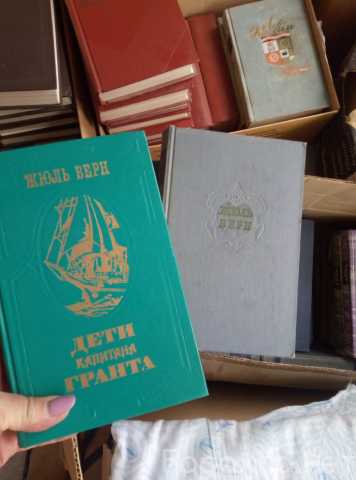 ЖЮЛЬ ВЕРН
ДЕТИ
КАПИТАНА
ГРАНТА
ЖЮЛЬ
ВЕРН